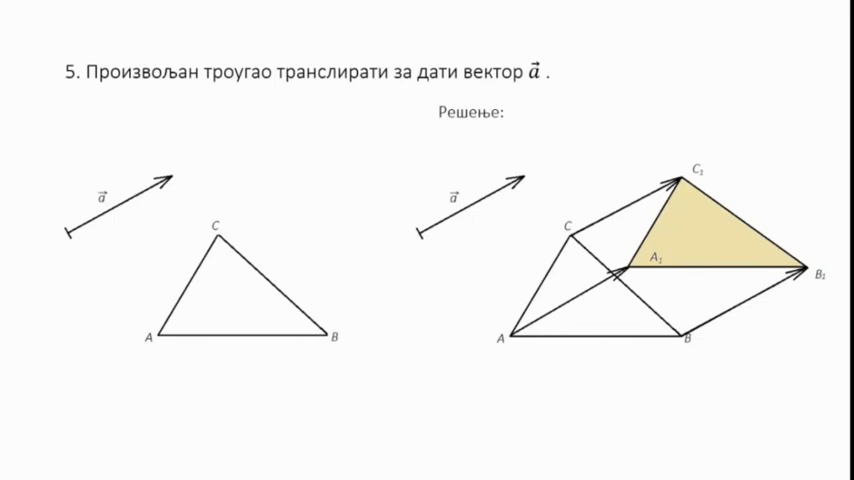 5. Произвољан троугао транслирати за дати вектор a⃗ .
Решење:
a⃗
C
A
B
a⃗
C
C₁
A₁
B₁
A
B